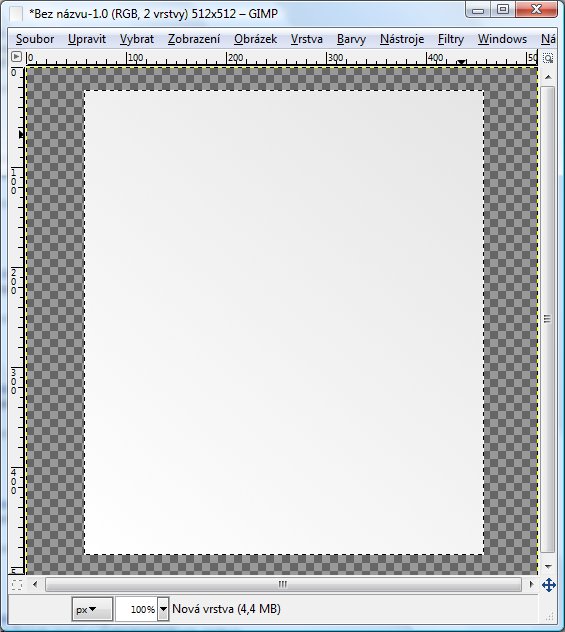 *Bez názvu-1.0 (RGB, 2 vrstvy) 512x512 – GIMP
Soubor Upravit Vybrat Zobrazení Obrázek Vrstva Barvy Nástroje Filtry Windows Ná
0 100 200 300 400 50
0
100
200
300
400
px 100% Nová vrstva (4,4 MB)